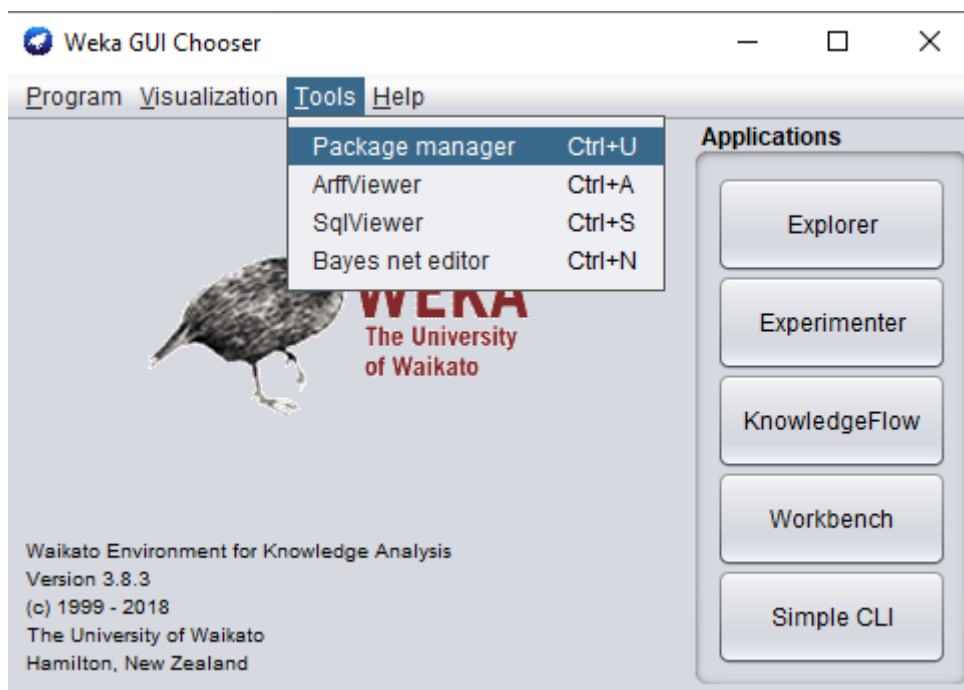 Weka GUI Chooser
Program Visualization Tools Help
Package manager Ctrl+U
ArffViewer Ctrl+A
SqlViewer Ctrl+S
Bayes net editor Ctrl+N
Applications
Explorer
Experimenter
KnowledgeFlow
Workbench
Simple CLI
WEKA
The University
of Waikato
Waikato Environment for Knowledge Analysis
Version 3.8.3
(c) 1999 - 2018
The University of Waikato
Hamilton, New Zealand